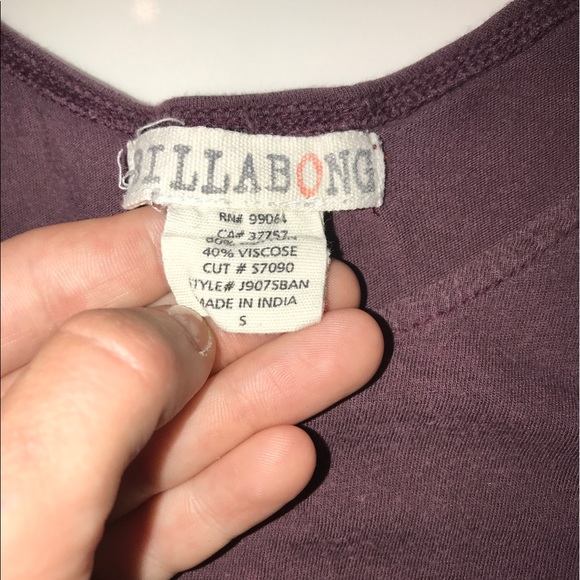 BILLABONG
RN# 99064
CA# 37757
40% VISCOSE
CUT # S7090
STYLE# J907SBAN
MADE IN INDIA
S